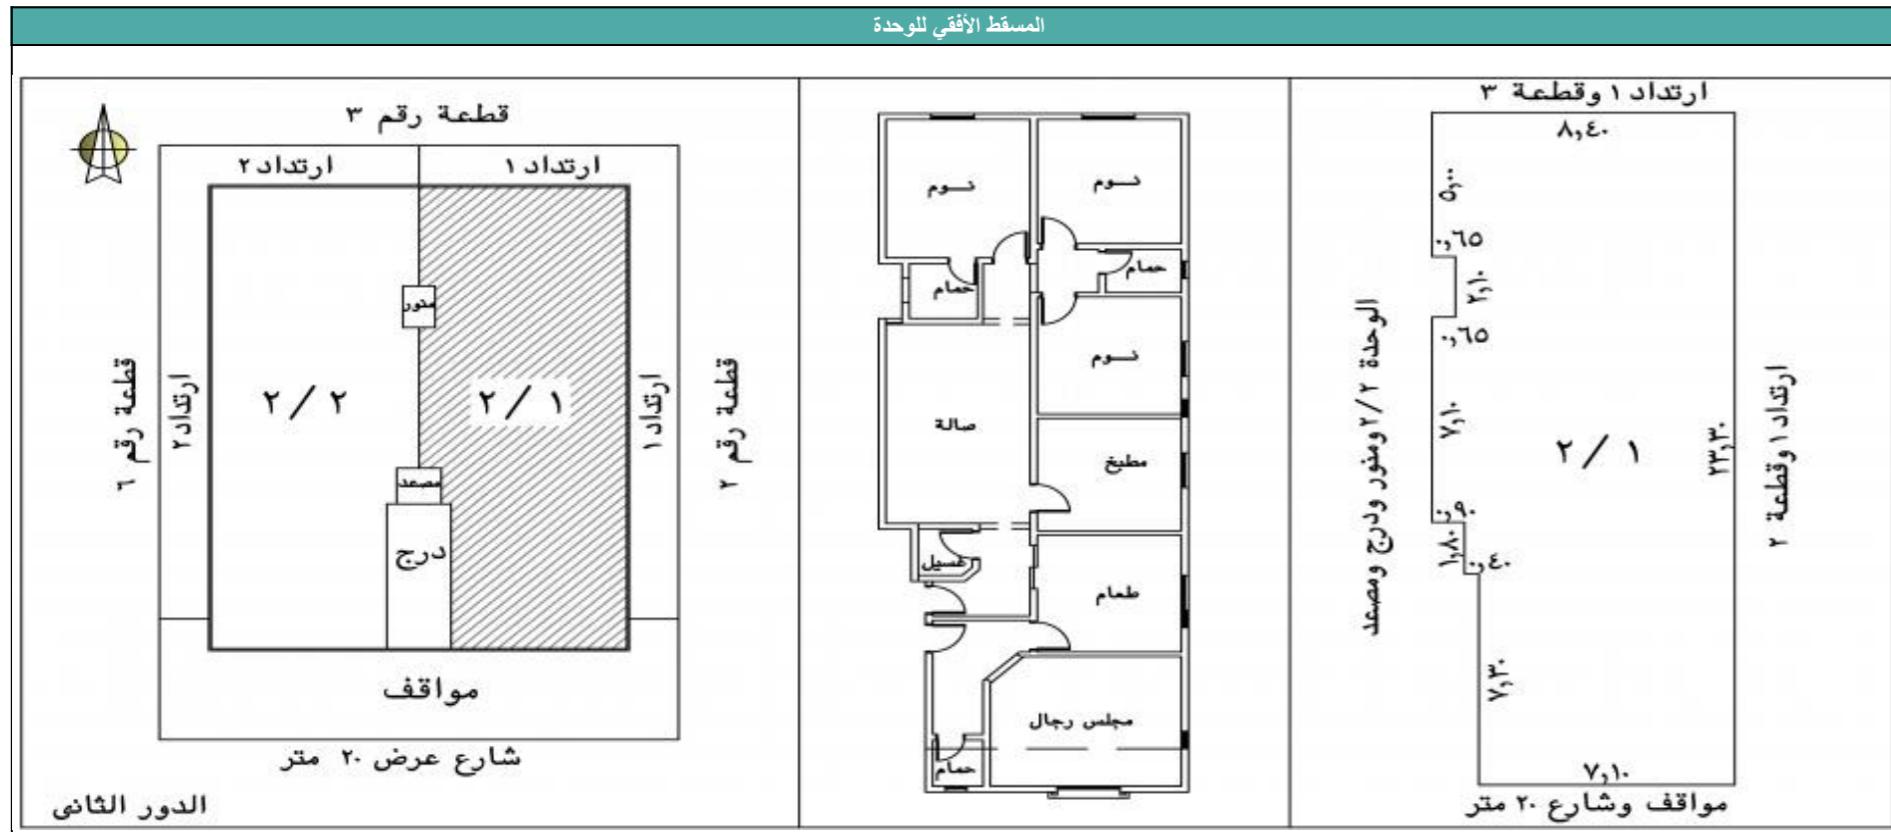 المسقط الأفقي للوحدة
قطعة رقم ٣
ارتداد ١
ارتداد ٢
منور
قطعة رقم ٢
ارتداد ١
٢/١
٢/٢
ارتداد ٢
قطعة رقم ٦
مصعد
درج
مواقف
شارع عرض ٢٠ متر
الدور الثانى
نوم
نوم
حمام
حمام
نوم
صالة
مطبخ
غسيل
طعام
مجلس رجال
حمام
ارتداد ١ وقطعة ٣
٨,٤٠
٥,٠٠
٠,٦٥
٢,١٠
٠,٦٥
٧,١٠
٠,٩٠
١,٨٠
٠,٤٠
٧,٣٠
٧,١٠
٢٣,٣٠
٢/١
ارتداد ١ وقطعة ٢
الوحدة ٢/٢ ومنور ودرج ومصعد
مواقف وشارع ٢٠ متر